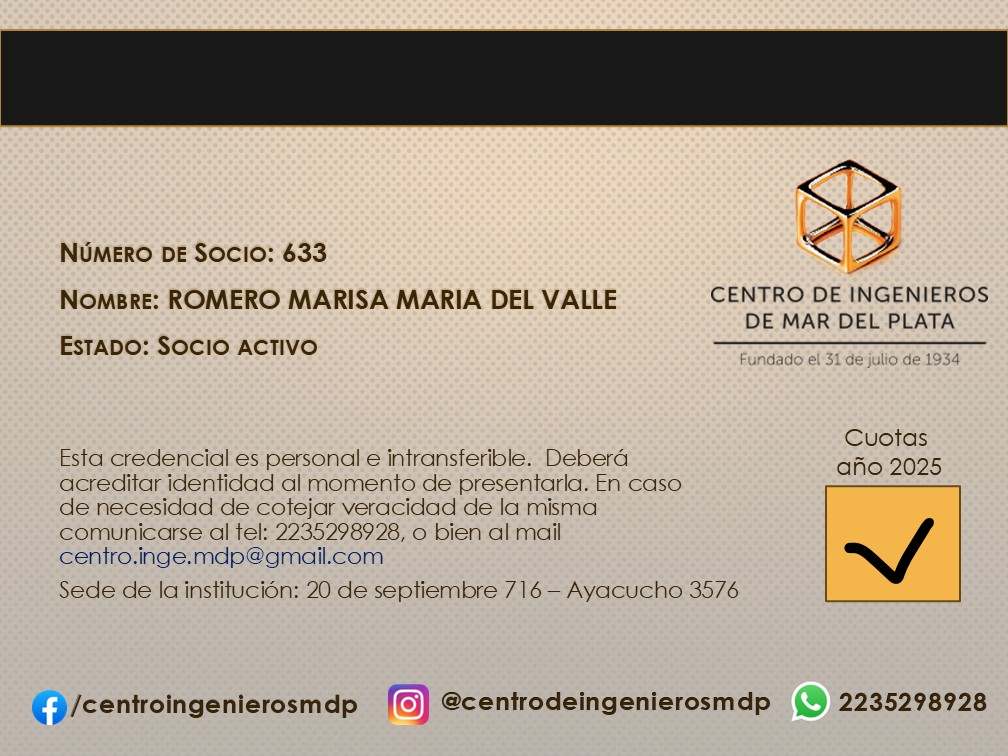 Número de Socio: 633
Nombre: ROMERO MARISA MARIA DEL VALLE
Estado: Socio activo
CENTRO DE INGENIEROS
DE MAR DEL PLATA
Fundado el 31 de julio de 1934
Esta credencial es personal e intransferible.  Deberá
acreditar identidad al momento de presentarla. En caso
de necesidad de cotejar veracidad de la misma
comunicarse al tel: 2235298928, o bien al mail
centro.inge.mdp@gmail.com
Sede de la institución: 20 de septiembre 716 – Ayacucho 3576
Cuotas
año 2025
/centroingenierosmdp
@centrodeingenierosmdp
2235298928